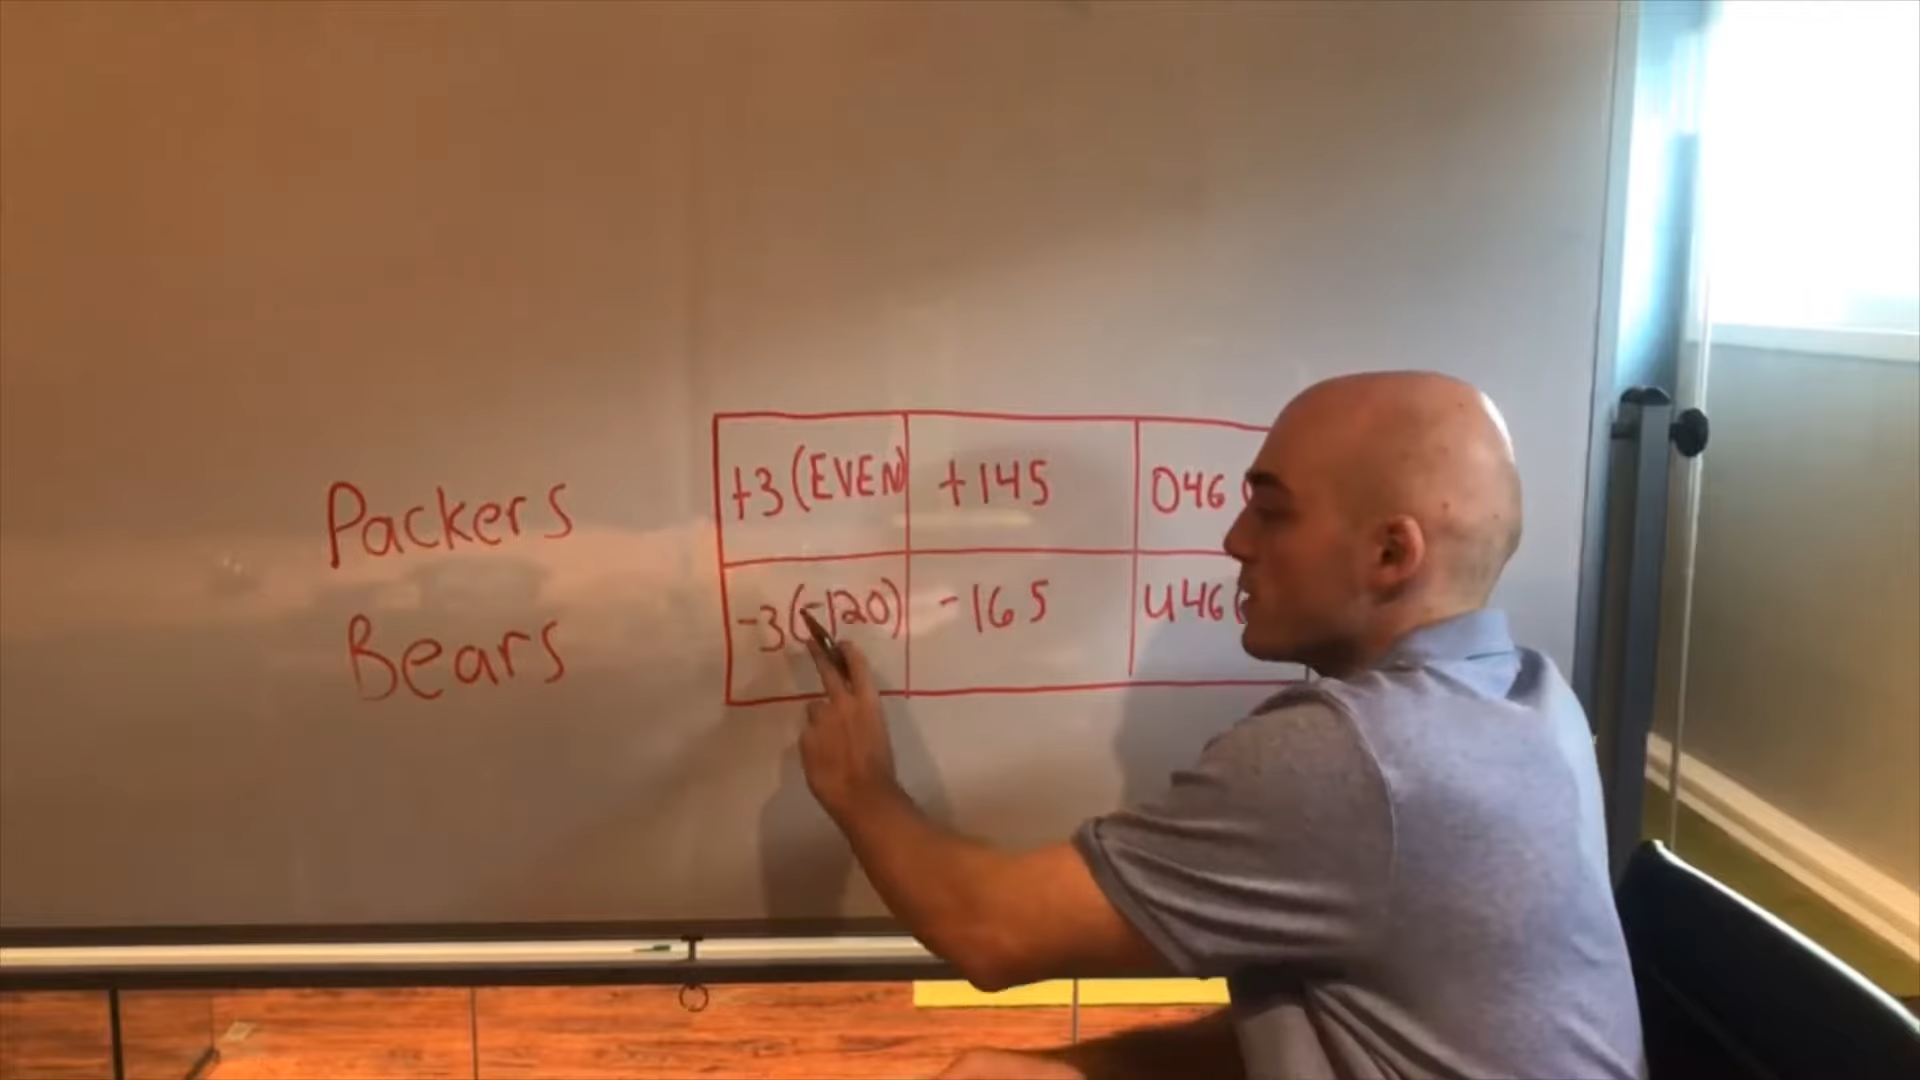 Packers +3 (EVEN) +145 O46 (
Bears -3 (-120) -165 U46 (